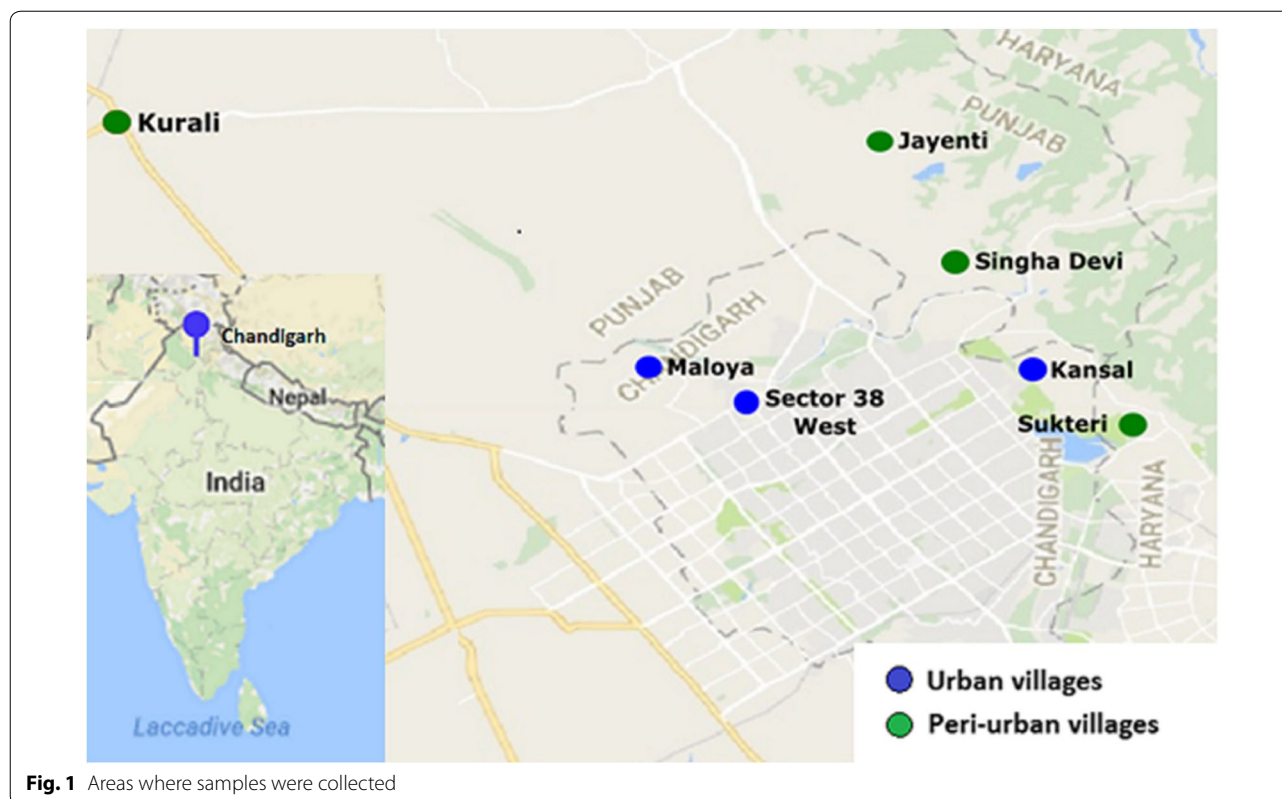 HARYANA
PUNJAB
Kurali
Jayenti
Singha Devi
PUNJAB
CHANDIGARH
Maloya
Kansal
Sector 38
West
Sukteri
CHANDIGARH
HARYANA
Chandigarh
Nepal
India
Laccadive Sea
Urban villages
Peri-urban villages
Fig. 1 Areas where samples were collected